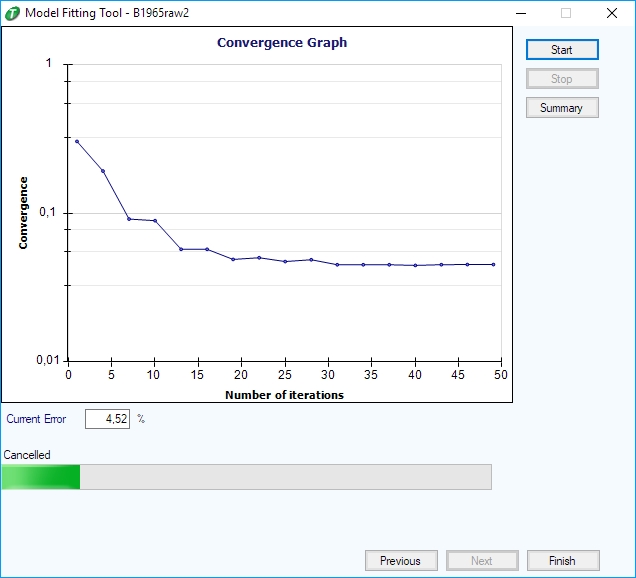 Model Fitting Tool - B1965raw2
Convergence Graph
Start
Stop
Summary
1
0,1
0,01
Convergence
0 5 10 15 20 25 30 35 40 45 50
Number of iterations
Current Error 4,52 %
Cancelled
Previous Next Finish